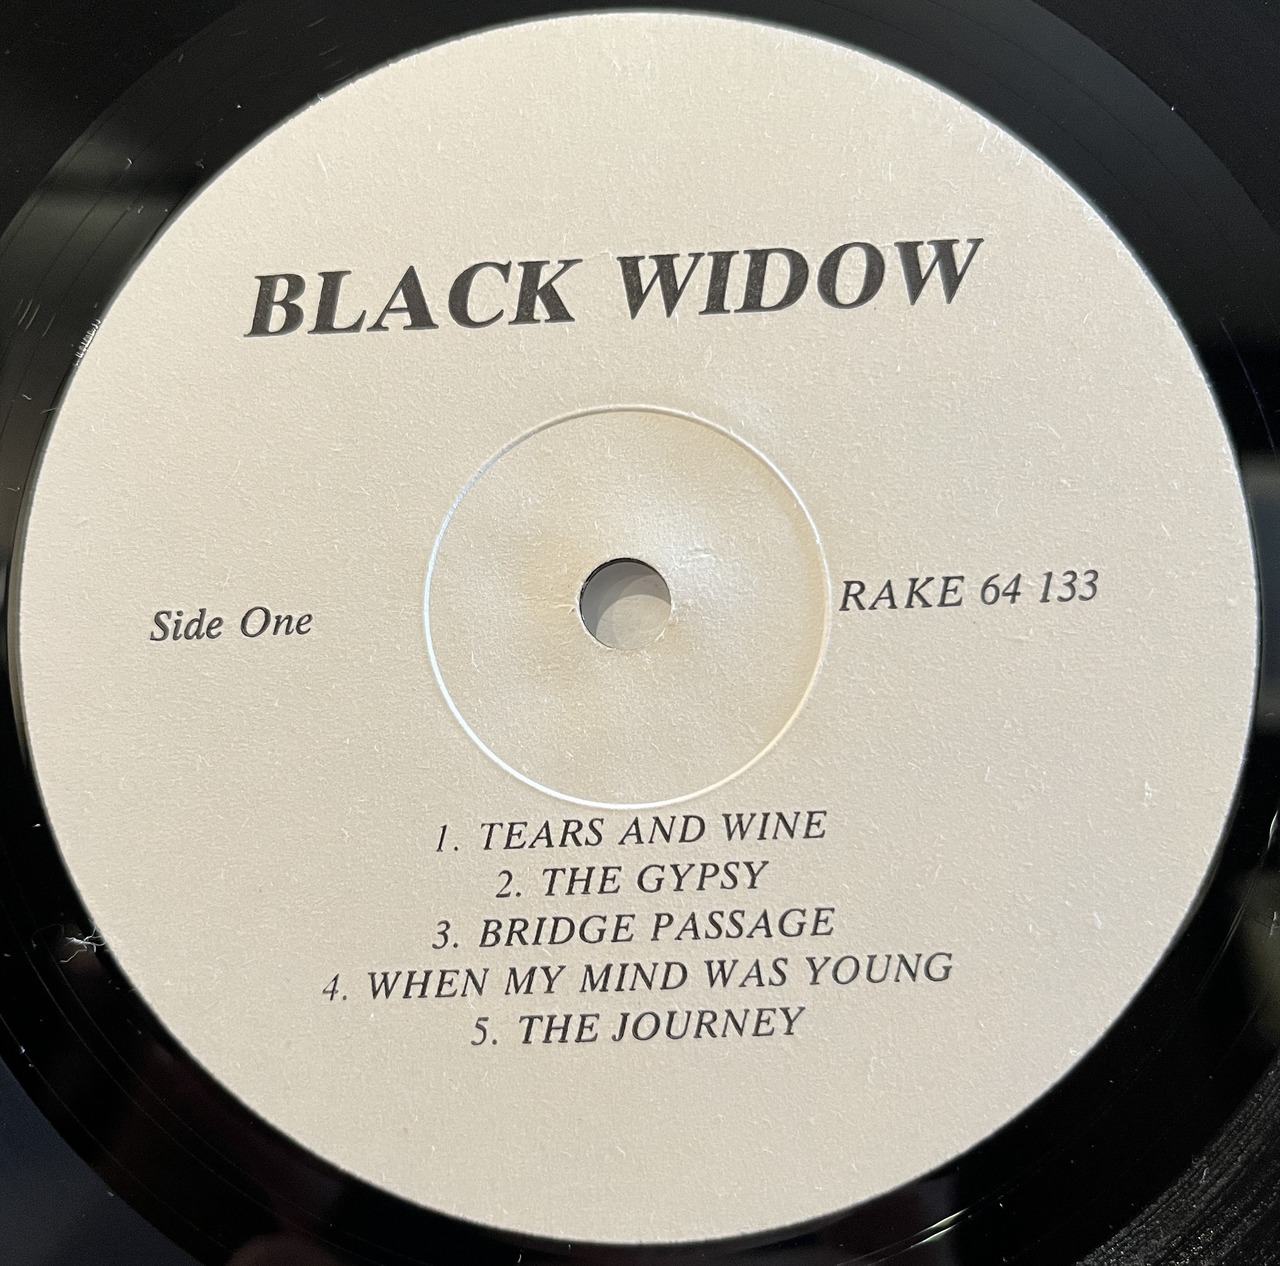 BLACK WIDOW
Side One
RAKE 64 133
1. TEARS AND WINE
2. THE GYPSY
3. BRIDGE PASSAGE
4. WHEN MY MIND WAS YOUNG
5. THE JOURNEY